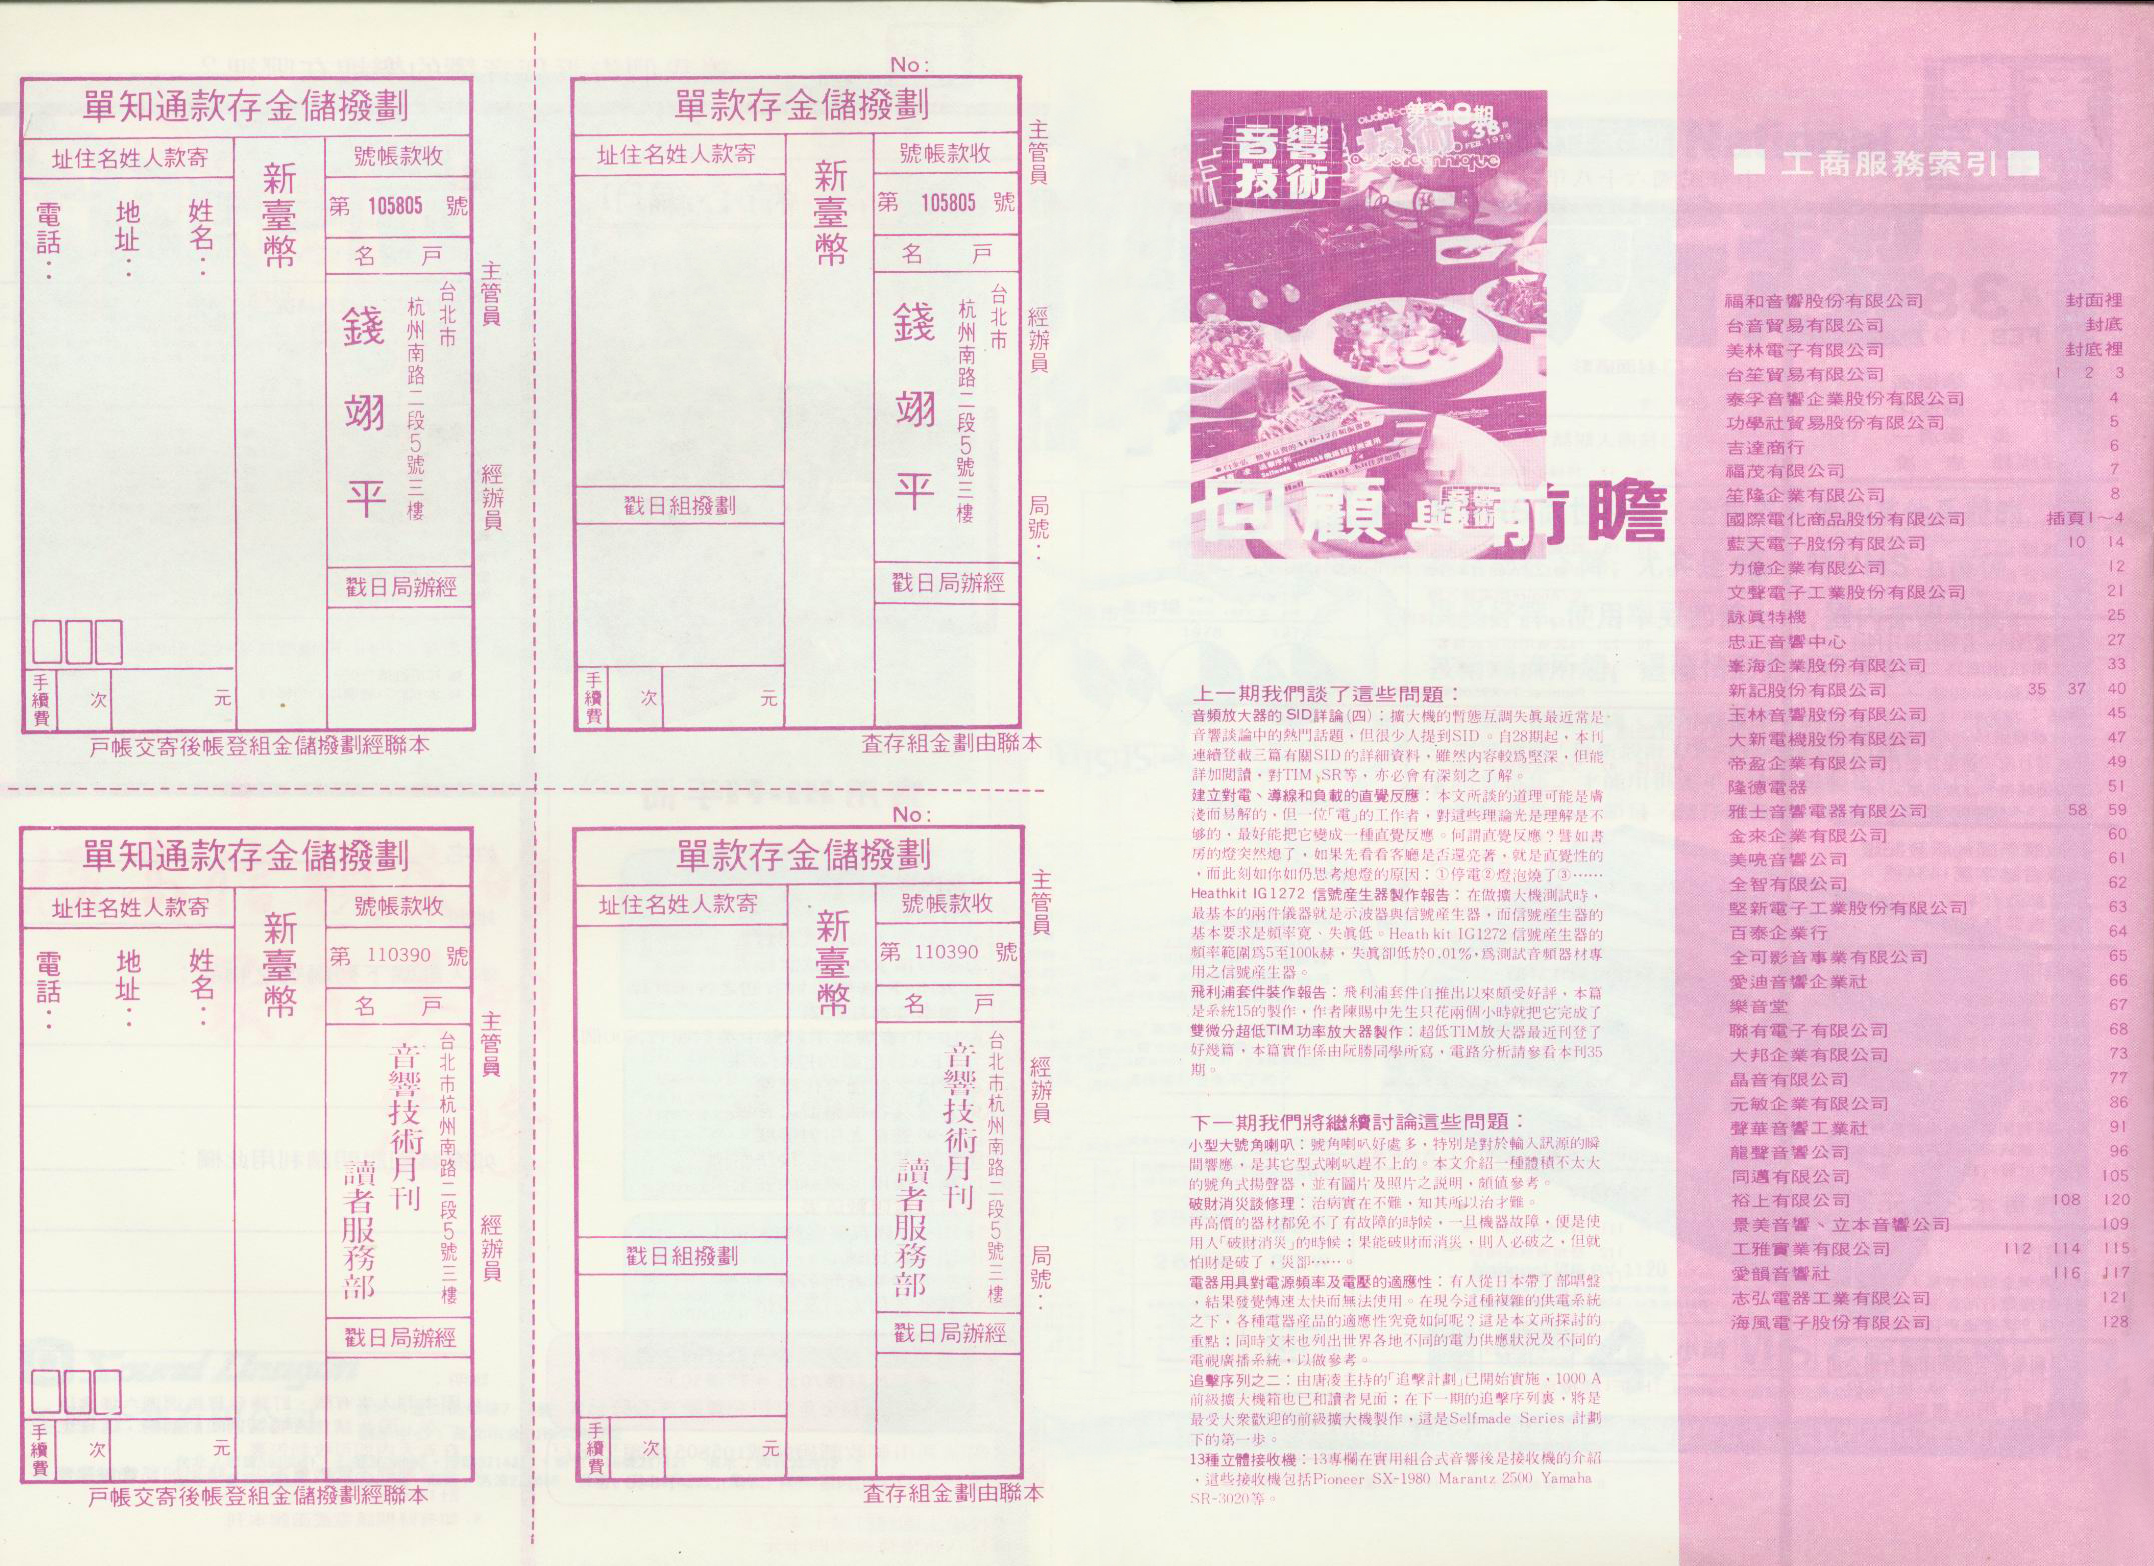 單知通款存金儲撥劃
址住名姓人款寄
新臺幣
號帳款收
第 105805 號
名 戶
姓名：
地址：
電話：
台北市
杭州南路二段5號三樓
錢翊平
戳日局辦經
手續費
次
元
主管員
經辦員
戶帳交寄後帳登組金儲撥劃經聯本
No:
單款存金儲撥劃
址住名姓人款寄
新臺幣
號帳款收
第 105805 號
名 戶
台北市
杭州南路二段5號三樓
錢翊平
戳日組撥劃
戳日局辦經
手續費
次
元
主管員
經辦員
局號：
查存組金劃由聯本
單知通款存金儲撥劃
址住名姓人款寄
新臺幣
號帳款收
第 110390 號
名 戶
姓名：
地址：
電話：
台北市杭州南路二段5號三樓
音響技術月刊
讀者服務部
戳日局辦經
手續費
次
元
主管員
經辦員
戶帳交寄後帳登組金儲撥劃經聯本
No:
單款存金儲撥劃
址住名姓人款寄
新臺幣
號帳款收
第 110390 號
名 戶
台北市杭州南路二段5號三樓
音響技術月刊
讀者服務部
戳日組撥劃
戳日局辦經
手續費
次
元
主管員
經辦員
局號：
查存組金劃由聯本
音響
技術
回顧與前瞻
上一期我們談了這些問題：
音頻放大器的SID詳論(四)：擴大機的暫態互調失眞最近常是
音響談論中的熱門話題，但很少人提到SID。自28期起，本刊
連續登載三篇有關SID的詳細資料，雖然內容較爲堅深，但能
詳加閱讀，對TIM、SR等，亦必會有深刻之了解。
建立對電、導線和負載的直覺反應：本文所談的道理可能是膚
淺而易解的，但一位「電」的工作者，對這些理論光是理解是不
够的，最好能把它變成一種直覺反應。何謂直覺反應？譬如書
房的燈突然熄了，如果先看看客廳是否還亮著，就是直覺性的
，而此刻如你如仍思考熄燈的原因：①停電②燈泡燒了③……
Heathkit IG1272 信號產生器製作報告：在做擴大機測試時，
最基本的兩件儀器就是示波器與信號產生器，而信號產生器的
基本要求是頻率寬、失眞低。Heath kit IG1272 信號產生器的
頻率範圍爲5至100k赫，失眞卻低於0.01%，爲測試音頻器材專
用之信號產生器。
飛利浦套件裝作報告：飛利浦套件自推出以來頗受好評，本篇
是系統15的製作，作者陳賜中先生只花兩個小時就把它完成了
雙微分超低TIM功率放大器製作：超低TIM放大器最近刊登了
好幾篇，本篇實作係由阮勝同學所寫，電路分析請參看本刊35
期。
下一期我們將繼續討論這些問題：
小型大號角喇叭：號角喇叭好處多，特別是對於輸入訊源的瞬
間響應，是其它型式喇叭趕不上的。本文介紹一種體積不太大
的號角式揚聲器，並有圖片及照片之說明，頗值參考。
破財消災談修理：治病實在不難，知其所以治才難。
再高價的器材都免不了有故障的時候，一旦機器故障，便是使
用人「破財消災」的時候；果能破財而消災，則人必破之，但就
怕財是破了，災卻……。
電器用具對電源頻率及電壓的適應性：有人從日本帶了部唱盤
，結果發覺轉速太快而無法使用。在現今這種複雜的供電系統
之下，各種電器產品的適應性究竟如何呢？這是本文所探討的
重點；同時文末也列出世界各地不同的電力供應狀況及不同的
電視廣播系統，以做參考。
追擊序列之二：由唐凌主持的「追擊計劃」已開始實施，1000 A
前級擴大機箱也已和讀者見面；在下一期的追擊序列裏，將是
最受大衆歡迎的前級擴大機製作，這是Selfmade Series 計劃
下的第一步。
13種立體接收機：13專欄在實用組合式音響後是接收機的介紹
，這些接收機包括Pioneer SX-1980 Marantz 2500 Yamaha
SR-3020等。
■ 工商服務索引 ■
福和音響股份有限公司 封面裡
台音貿易有限公司 封底
美林電子有限公司 封底裡
台笙貿易有限公司 1 2 3
泰孚音響企業股份有限公司 4
功學社貿易股份有限公司 5
吉達商行 6
福茂有限公司 7
笙隆企業有限公司 8
國際電化商品股份有限公司 插頁1～4
藍天電子股份有限公司 10 14
力億企業有限公司 12
文聲電子工業股份有限公司 21
詠眞特機 25
忠正音響中心 27
峯海企業股份有限公司 33
新記股份有限公司 35 37 40
玉林音響股份有限公司 45
大新電機股份有限公司 47
帝盈企業有限公司 49
隆德電器 51
雅士音響電器有限公司 58 59
金來企業有限公司 60
美曉音響公司 61
全智有限公司 62
堅新電子工業股份有限公司 63
百泰企業行 64
全可影音事業有限公司 65
愛迪音響企業社 66
樂音堂 67
聯有電子有限公司 68
大邦企業有限公司 73
晶音有限公司 77
元敏企業有限公司 86
聲華音響工業社 91
龍聲音響公司 96
同邁有限公司 105
裕上有限公司 108 120
景美音響、立本音響公司 109
工雅實業有限公司 112 114 115
愛韻音響社 116 117
志弘電器工業有限公司 121
海風電子股份有限公司 128